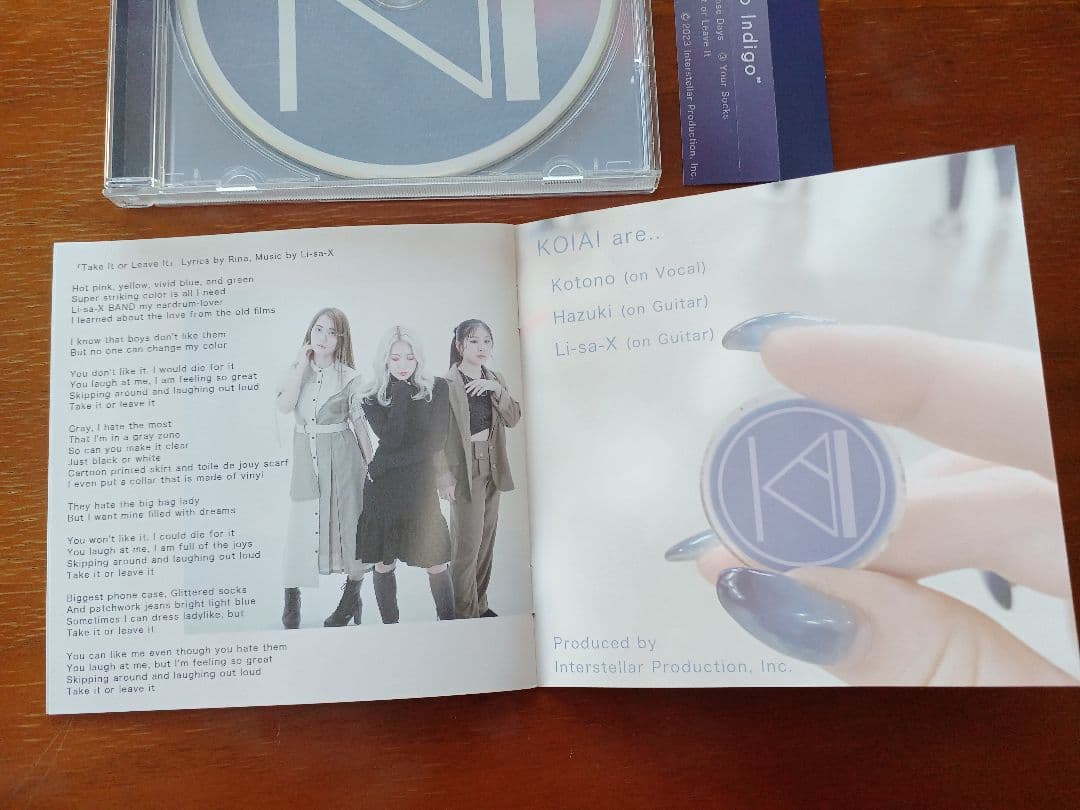 o Indigo"
nse Days ③ Your Socks
t or Leave It
© 2023 Interstellar Production, Inc.
「Take It or Leave It」 Lyrics by Rina, Music by Li-sa-X
Hot pink, yellow, vivid blue, and green
Super striking color is all I need
Li-sa-X BAND my eardrum-lover
I learned about the love from the old films
I know that boys don't like them
But no one can change my color
You don't like it. I would die for it
You laugh at me, I am feeling so great
Skipping around and laughing out loud
Take it or leave it
Gray, I hate the most
That I'm in a gray zone
So can you make it clear
Just black or white
Cartoon printed skirt and toile de jouy scarf
I even put a collar that is made of vinyl
They hate the big bag lady
But I want mine filled with dreams
You won't like it. I could die for it
You laugh at me, I am full of the joys
Skipping around and laughing out loud
Take it or leave it
Biggest phone case, Glittered socks
And patchwork jeans bright light blue
Sometimes I can dress ladylike, but
Take it or leave it
You can like me even though you hate them
You laugh at me, but I'm feeling so great
Skipping around and laughing out loud
Take it or leave it
KOIAI are..
Kotono (on Vocal)
Hazuki (on Guitar)
Li-sa-X (on Guitar)
Produced by
Interstellar Production, Inc.